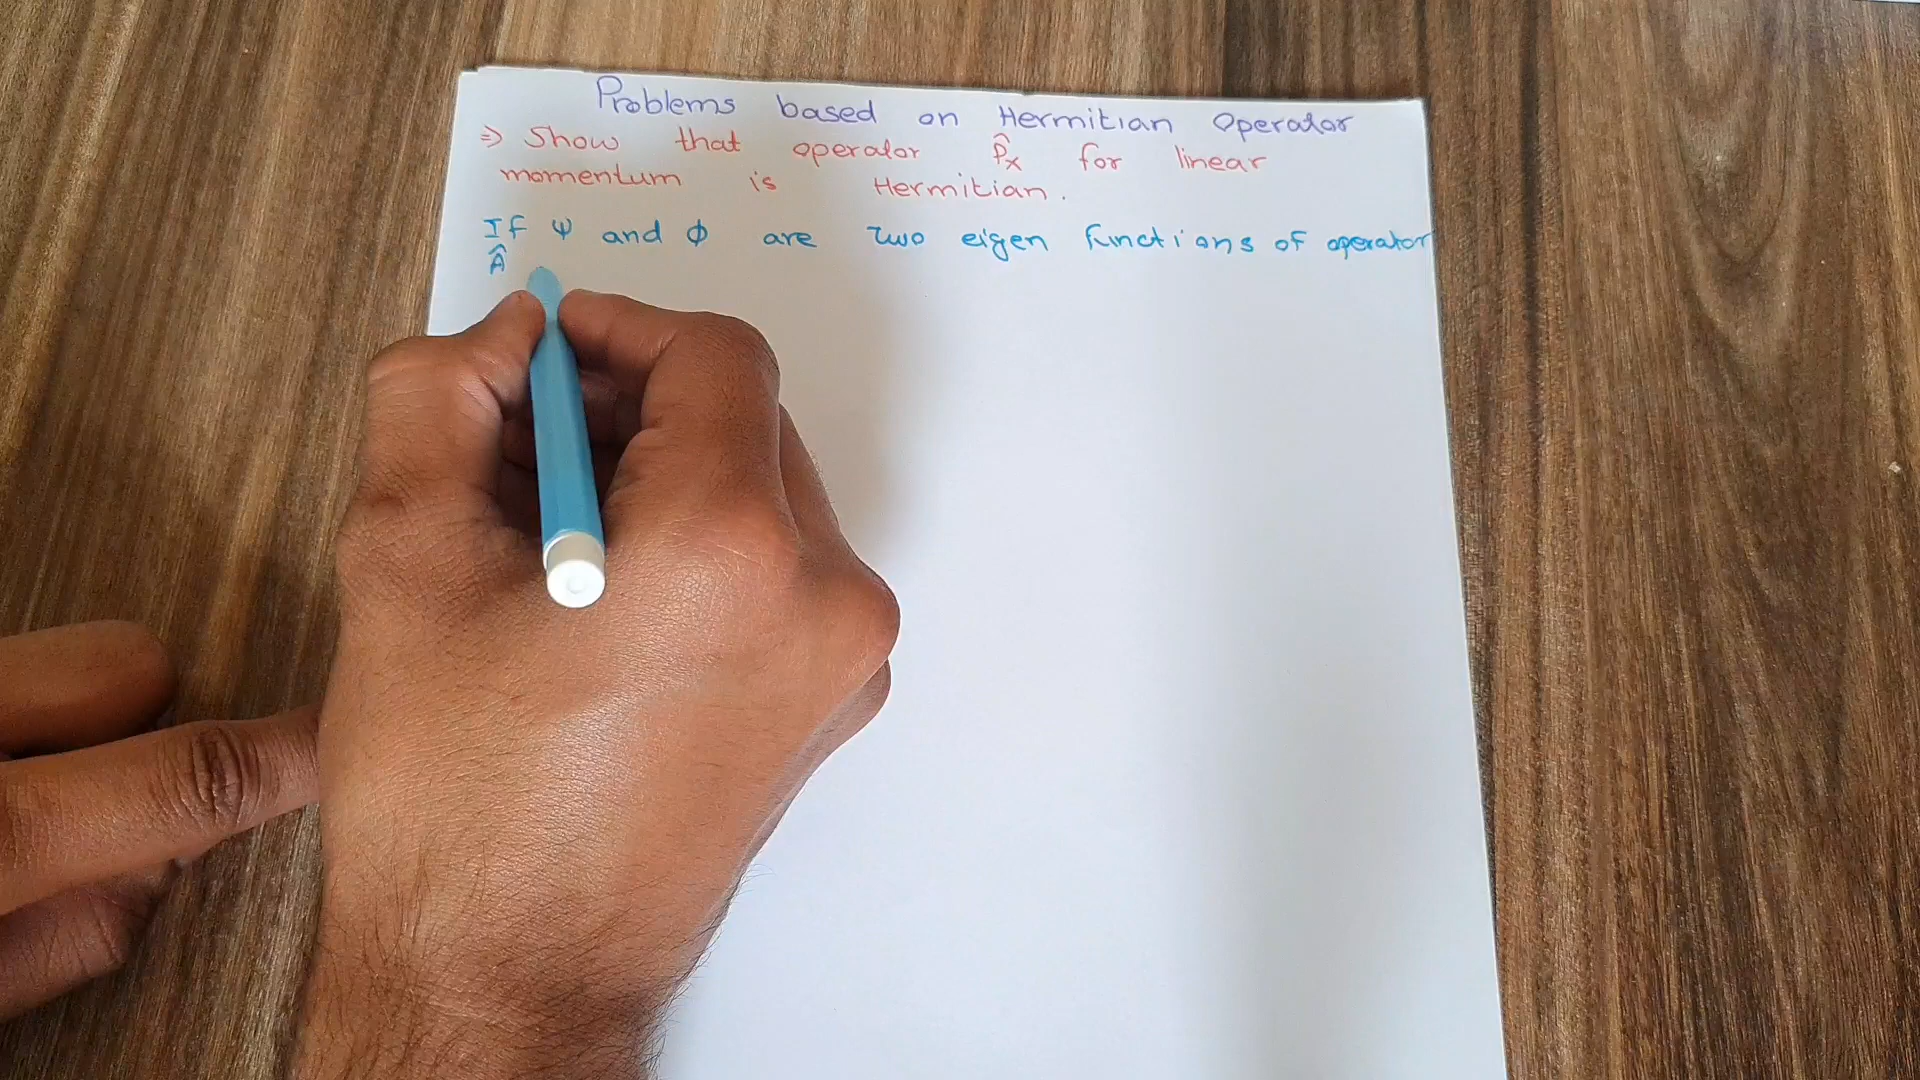 Problems based on Hermitian Operator
⇒ Show that operator P̂x for linear
momentum is Hermitian.
If ψ and ϕ are two eigen functions of operator
Â